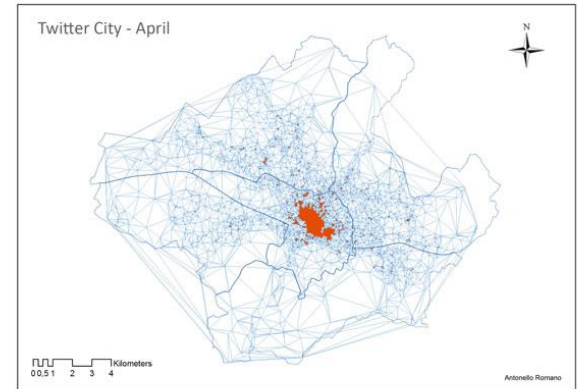 Twitter City - April
N
Kilometers
0 0,5 1 2 3 4
Antonello Romano